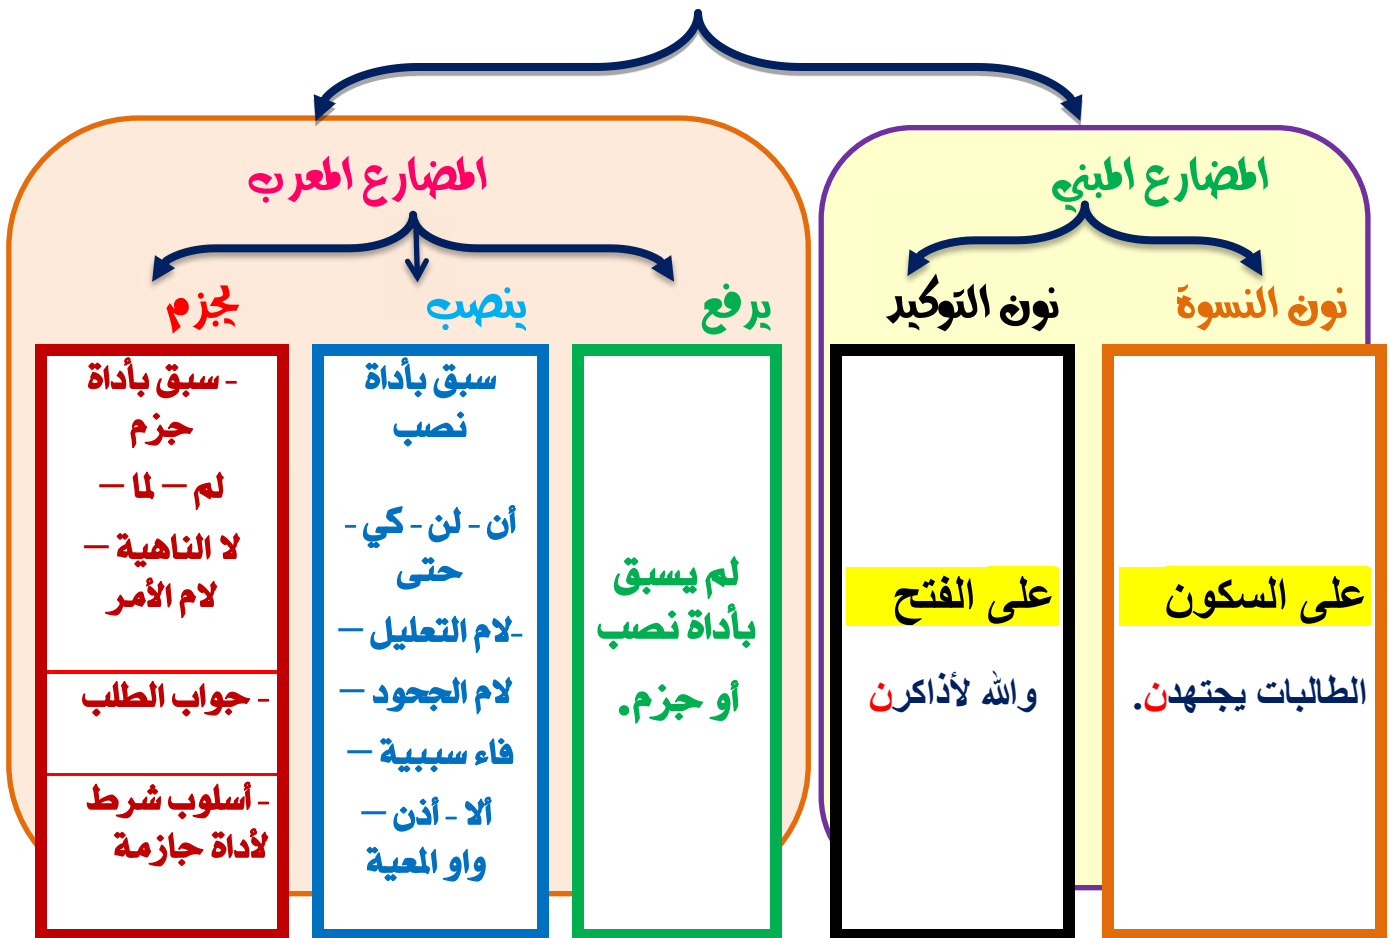 المضارع المبني
المضارع المعرب
نون النسوة
نون التوكيد
يرفع
ينصب
يجزم
على السكون
الطالبات يجتهدن.
على الفتح
والله لأذاكرن
لم يسبق
بأداة نصب
أو جزم.
سبق بأداة
نصب
أن - لن - كي -
حتى
-لام التعليل –
لام الجحود –
فاء سببية –
ألا - أذن –
واو المعية
- سبق بأداة
جزم
لم – لما –
لا الناهية –
لام الأمر
- جواب الطلب
- أسلوب شرط
لأداة جازمة